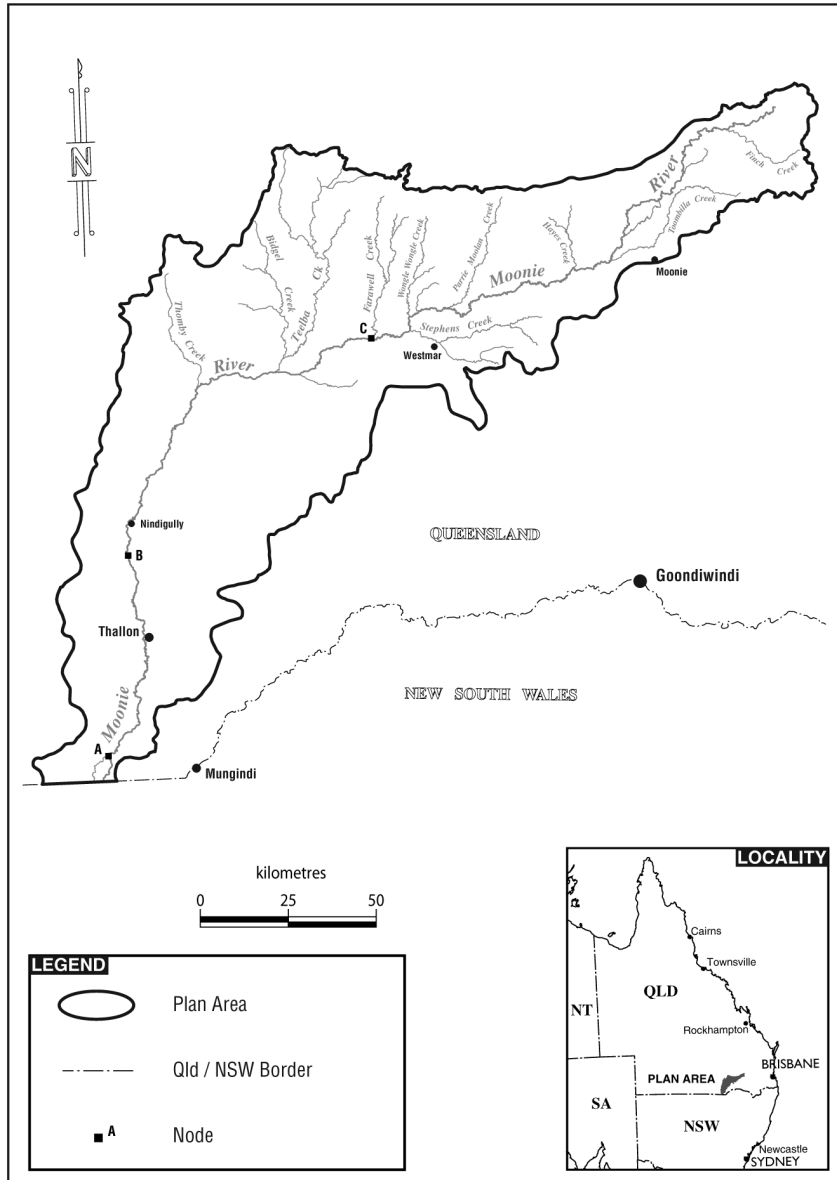 N
River
Finch
Creek
Toombilla Creek
Moonie
Hayes Creek
Parrie Moolan Creek
Moonie
Wongle Wongle Creek
Farawell Creek
Bidgel
Creek
Teelba Ck
Thomby Creek
Stephens Creek
C
Westmar
River
Nindigully
B
QUEENSLAND
Goondiwindi
Thallon
NEW SOUTH WALES
Moonie
A
Mungindi
kilometres
0 25 50
LEGEND
Plan Area
Qld / NSW Border
A Node
LOCALITY
Cairns
Townsville
QLD
NT
Rockhampton
BRISBANE
PLAN AREA
SA
NSW
Newcastle
SYDNEY